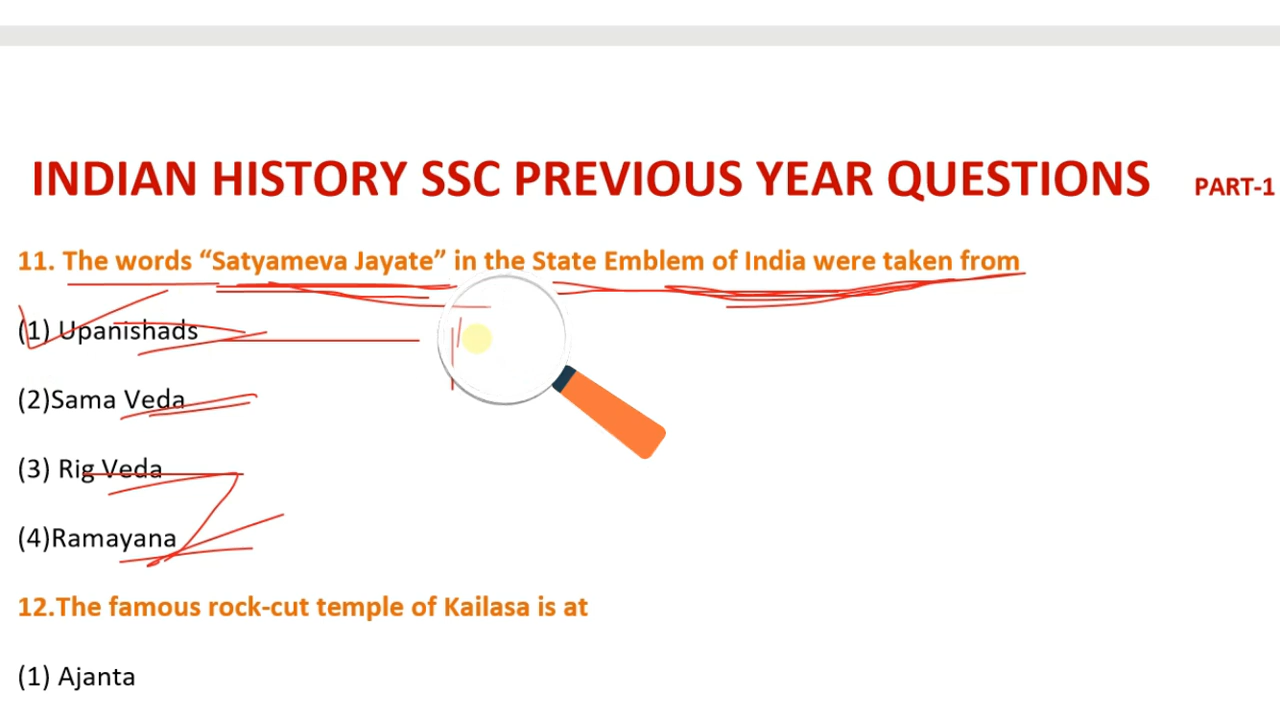 INDIAN HISTORY SSC PREVIOUS YEAR QUESTIONS PART-1
11. The words “Satyameva Jayate” in the State Emblem of India were taken from
(1) Upanishads
(2)Sama Veda
(3) Rig Veda
(4)Ramayana
12.The famous rock-cut temple of Kailasa is at
(1) Ajanta